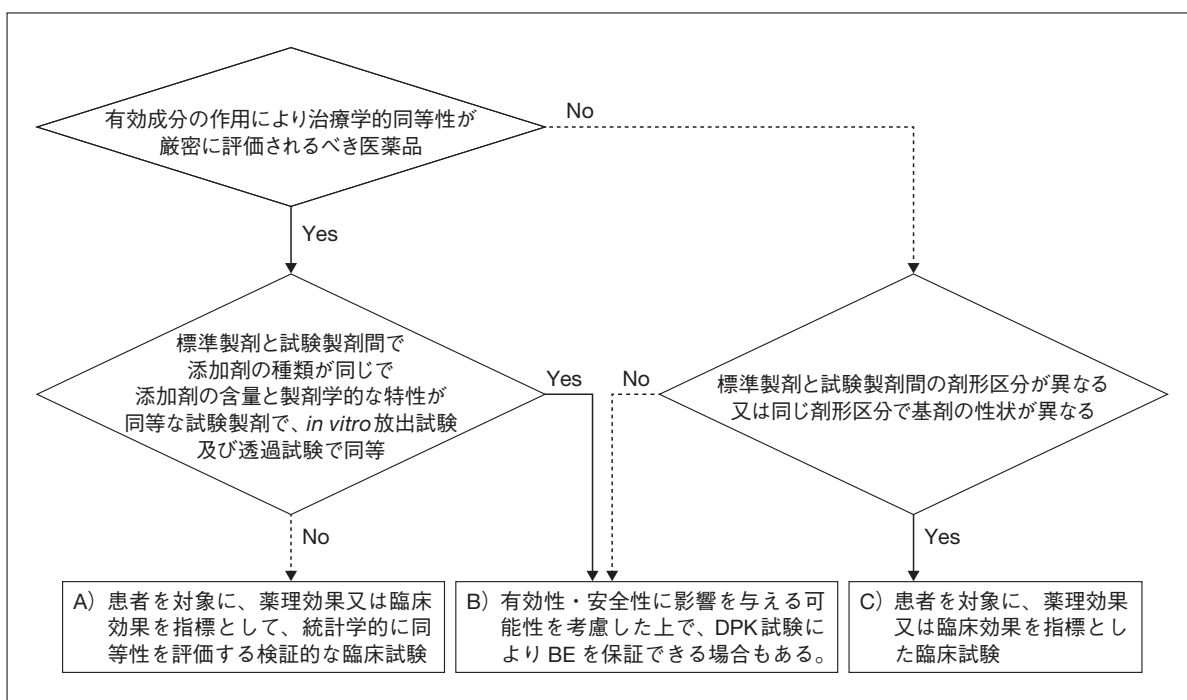 有効成分の作用により治療学的同等性が
厳密に評価されるべき医薬品
No
Yes
標準製剤と試験製剤間で
添加剤の種類が同じで
添加剤の含量と製剤学的な特性が
同等な試験製剤で、in vitro放出試験
及び透過試験で同等
Yes
No
標準製剤と試験製剤間の剤形区分が異なる
又は同じ剤形区分で基剤の性状が異なる
No
Yes
A）患者を対象に、薬理効果又は臨床
効果を指標として、統計学的に同
等性を評価する検証的な臨床試験
B）有効性・安全性に影響を与える可
能性を考慮した上で、DPK試験に
よりBEを保証できる場合もある。
C）患者を対象に、薬理効果
又は臨床効果を指標とし
た臨床試験